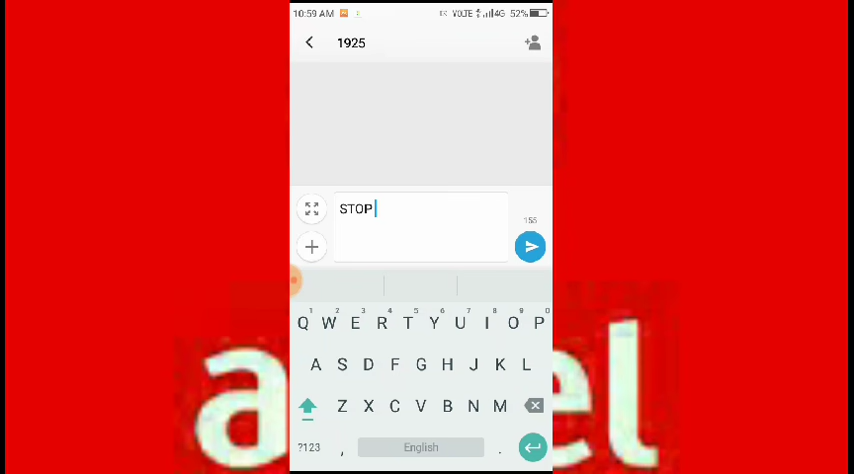 10:59 AM VOLTE 4G 52%
1925
STOP
155
1 2 3 4 5 6 7 8 9 0
Q W E R T Y U I O P
A S D F G H J K L
Z X C V B N M
?123 , English .